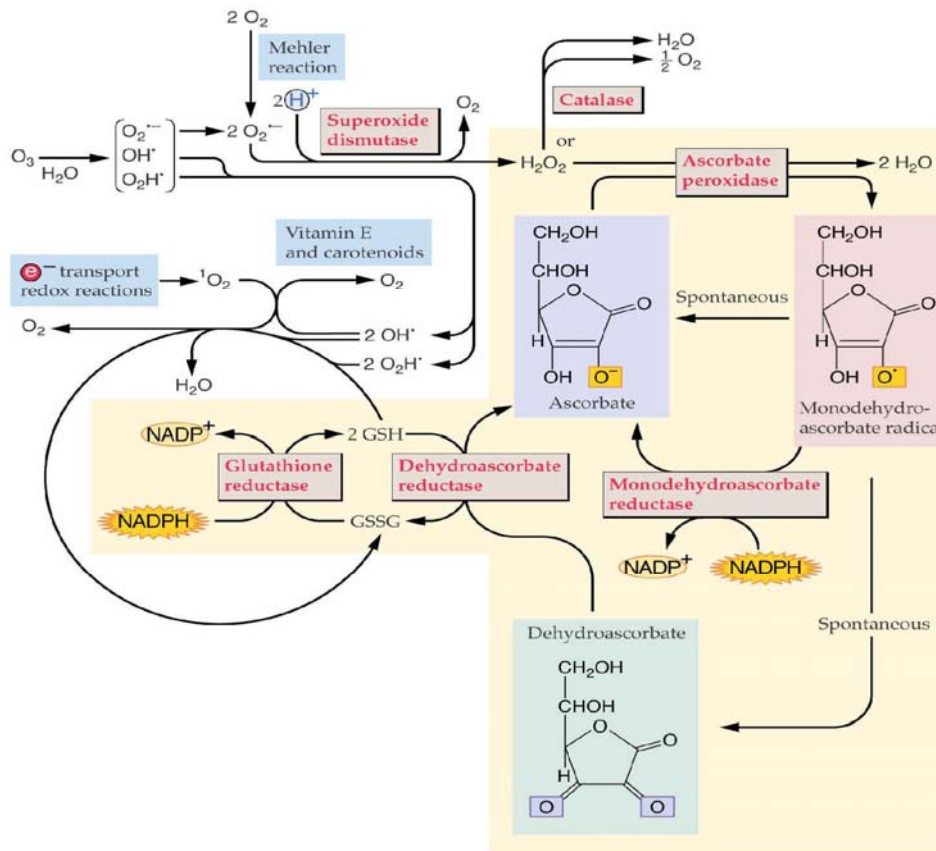 2 O₂
Mehler
reaction
2 H⁺
Superoxide
dismutase
O₂
Catalase
H₂O
½ O₂
O₃
H₂O
O₂•⁻
OH•
O₂H•
2 O₂•⁻
or
H₂O₂
Ascorbate
peroxidase
2 H₂O
Vitamin E
and carotenoids
e⁻ transport
redox reactions
¹O₂
O₂
O₂
2 OH•
2 O₂H•
H₂O
CH₂OH
CHOH
O
O
H
OH
O⁻
Ascorbate
Spontaneous
CH₂OH
CHOH
O
O
H
OH
O•
Monodehydro-
ascorbate radica
NADP⁺
2 GSH
Glutathione
reductase
Dehydroascorbate
reductase
Monodehydroascorbate
reductase
NADPH
GSSG
NADP⁺
NADPH
Spontaneous
Dehydroascorbate
CH₂OH
CHOH
O
O
H
O
O